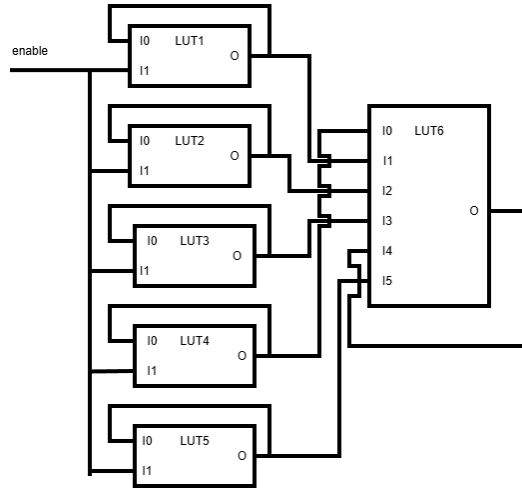 enable
I0 LUT1
O
I1
I0 LUT2
O
I1
I0 LUT3
O
I1
I0 LUT4
O
I1
I0 LUT5
O
I1
I0 LUT6
I1
I2
I3
O
I4
I5